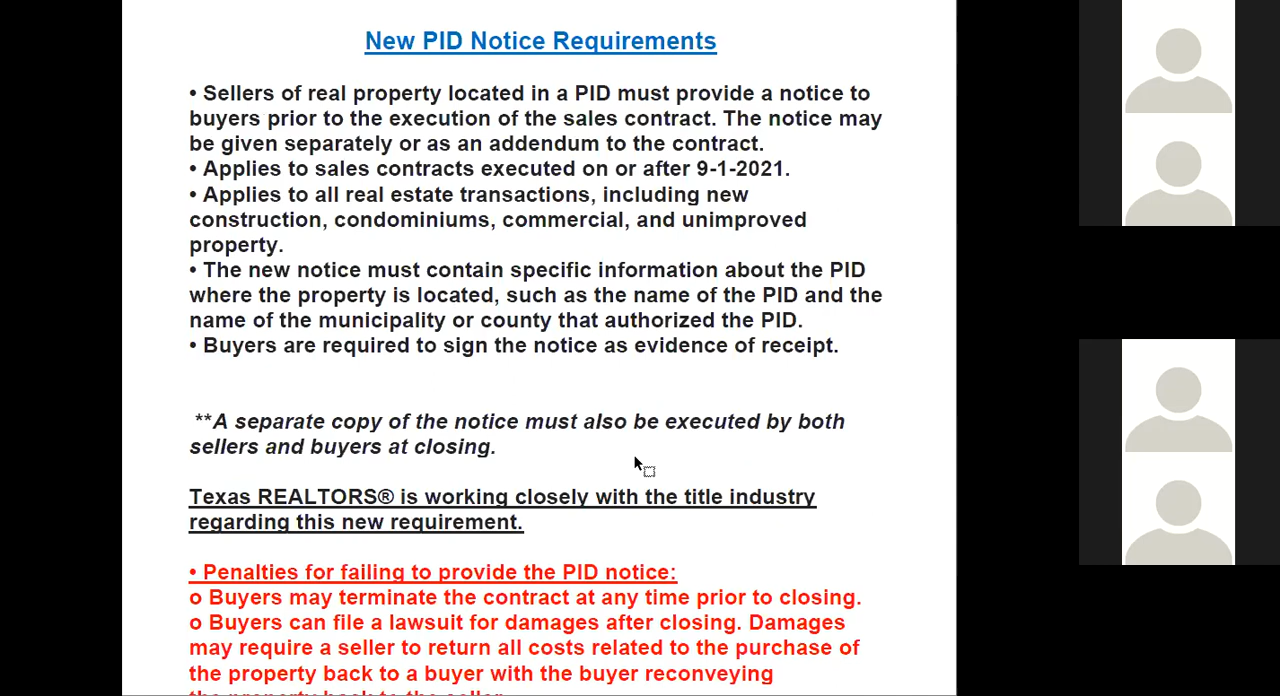 New PID Notice Requirements
• Sellers of real property located in a PID must provide a notice to
buyers prior to the execution of the sales contract. The notice may
be given separately or as an addendum to the contract.
• Applies to sales contracts executed on or after 9-1-2021.
• Applies to all real estate transactions, including new
construction, condominiums, commercial, and unimproved
property.
• The new notice must contain specific information about the PID
where the property is located, such as the name of the PID and the
name of the municipality or county that authorized the PID.
• Buyers are required to sign the notice as evidence of receipt.
**A separate copy of the notice must also be executed by both
sellers and buyers at closing.
Texas REALTORS® is working closely with the title industry
regarding this new requirement.
• Penalties for failing to provide the PID notice:
o Buyers may terminate the contract at any time prior to closing.
o Buyers can file a lawsuit for damages after closing. Damages
may require a seller to return all costs related to the purchase of
the property back to a buyer with the buyer reconveying
the property back to the seller